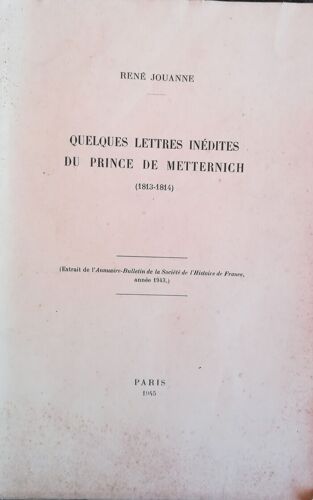 RENÉ JOUANNE
QUELQUES LETTRES INÉDITES
DU PRINCE DE METTERNICH
(1813-1814)
(Extrait de l'Annuaire-Bulletin de la Société de l'Histoire de France,
année 1943.)
PARIS
1945